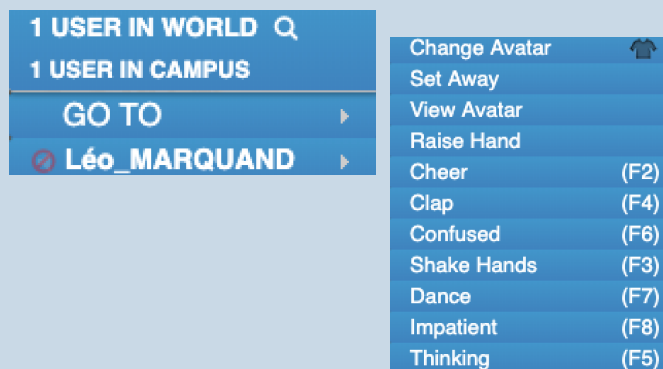 1 USER IN WORLD
1 USER IN CAMPUS
GO TO
Léo_MARQUAND
Change Avatar
Set Away
View Avatar
Raise Hand
Cheer (F2)
Clap (F4)
Confused (F6)
Shake Hands (F3)
Dance (F7)
Impatient (F8)
Thinking (F5)